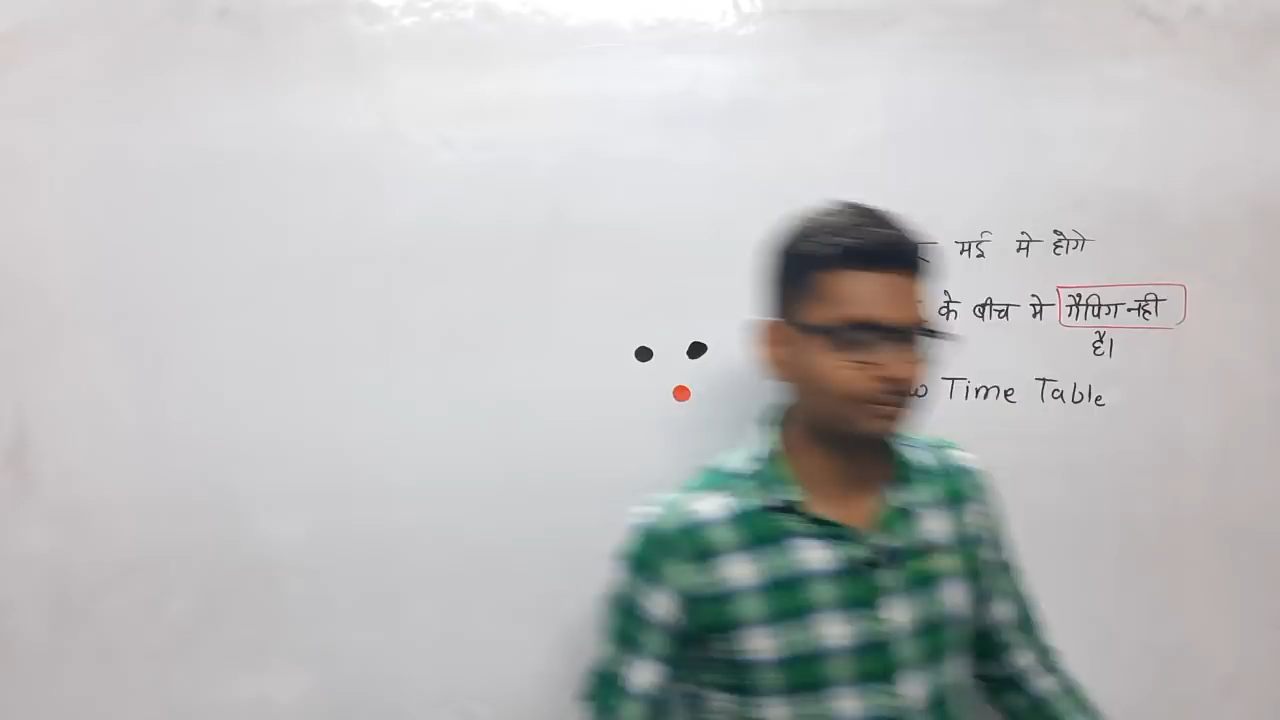 मई मे होगे
के बीच मे गैपिग नही
है।
Time Table